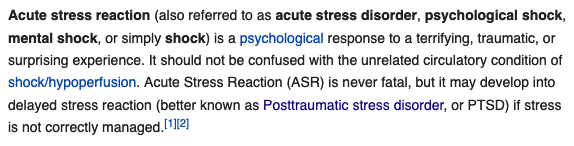 Acute stress reaction (also referred to as acute stress disorder, psychological shock,
mental shock, or simply shock) is a psychological response to a terrifying, traumatic, or
surprising experience. It should not be confused with the unrelated circulatory condition of
shock/hypoperfusion. Acute Stress Reaction (ASR) is never fatal, but it may develop into
delayed stress reaction (better known as Posttraumatic stress disorder, or PTSD) if stress
is not correctly managed.[1][2]